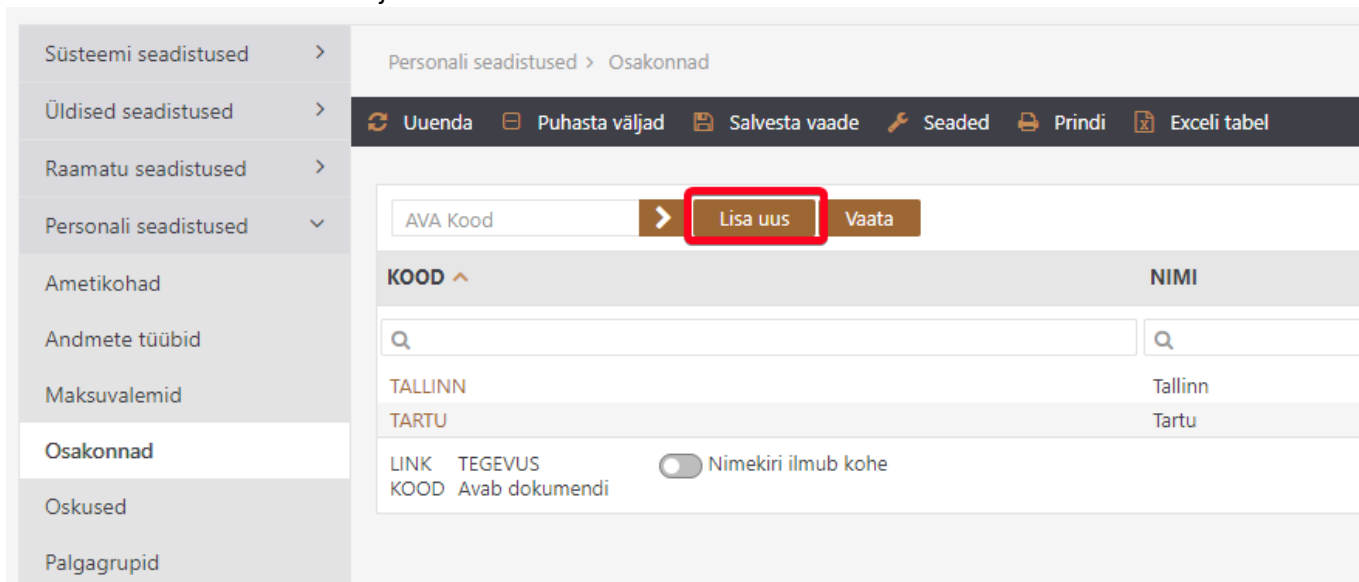 Süsteemi seadistused
Üldised seadistused
Raamatu seadistused
Personali seadistused
Ametikohad
Andmete tüübid
Maksuvalemid
Osakonnad
Oskused
Palgagrupid
Personali seadistused > Osakonnad
Uuenda Puhasta väljad Salvesta vaade Seaded Prindi Exceli tabel
AVA Kood Lisa uus Vaata
KOOD NIMI
TALLINN Tallinn
TARTU Tartu
LINK TEGEVUS Nimekiri ilmub kohe
KOOD Avab dokumendi